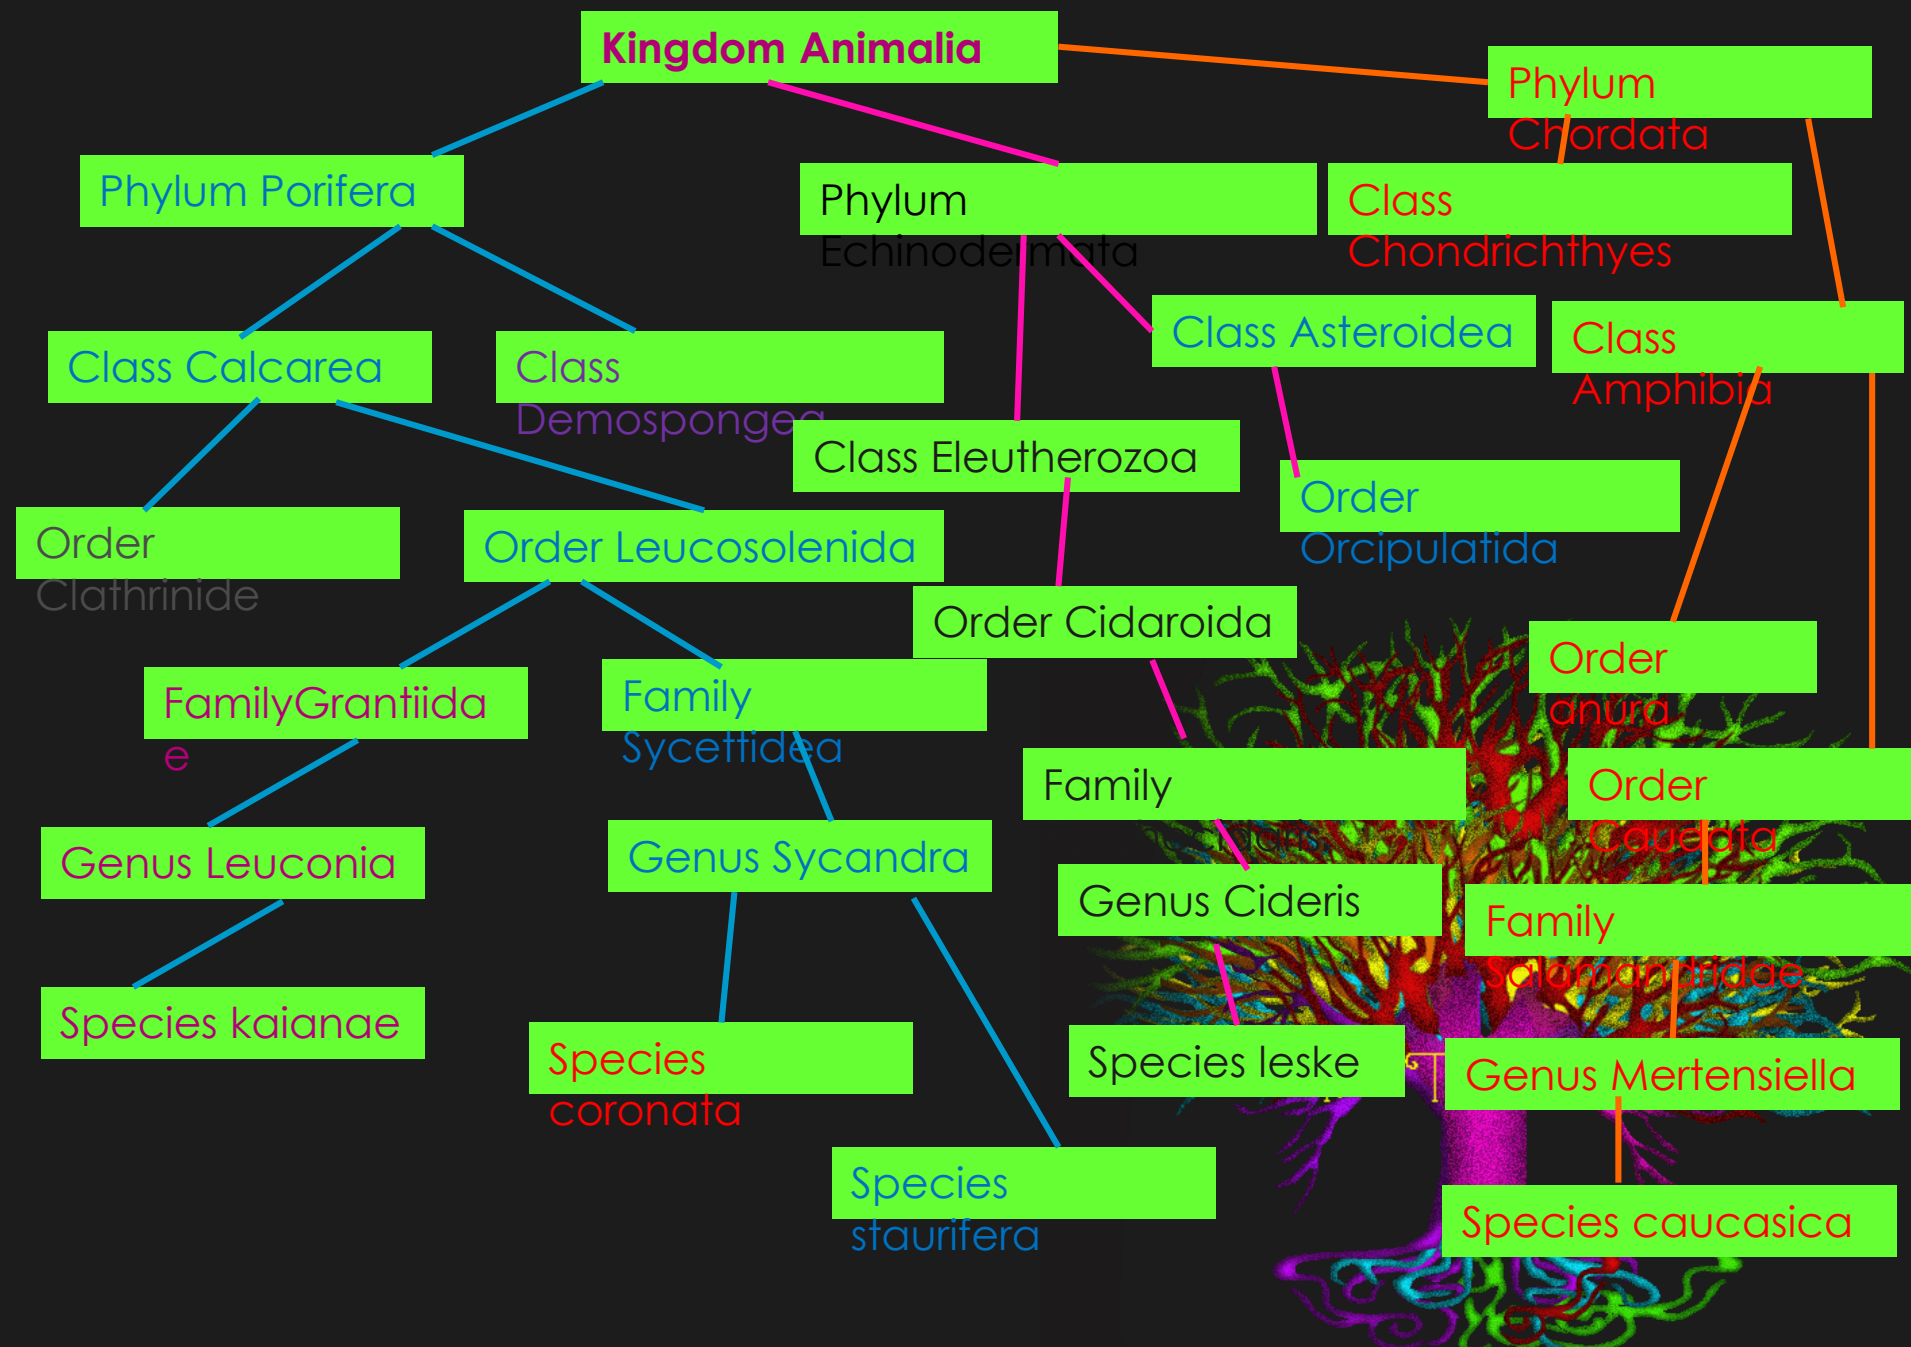 Kingdom Animalia
Phylum
Chordata
Phylum Porifera
Phylum
Echinodermata
Class
Chondrichthyes
Class Calcarea
Class
Demospongea
Class Asteroidea
Class
Amphibia
Class Eleutherozoa
Order
Orcipulatida
Order
Clathrinide
Order Leucosolenida
Order Cidaroida
Order
anura
FamilyGrantiida
e
Family
Sycettidea
Family
Order
Caudata
Genus Leuconia
Genus Sycandra
Genus Cideris
Family
Salamandridae
Species kaianae
Species
coronata
Species leske
Genus Mertensiella
Species
staurifera
Species caucasica